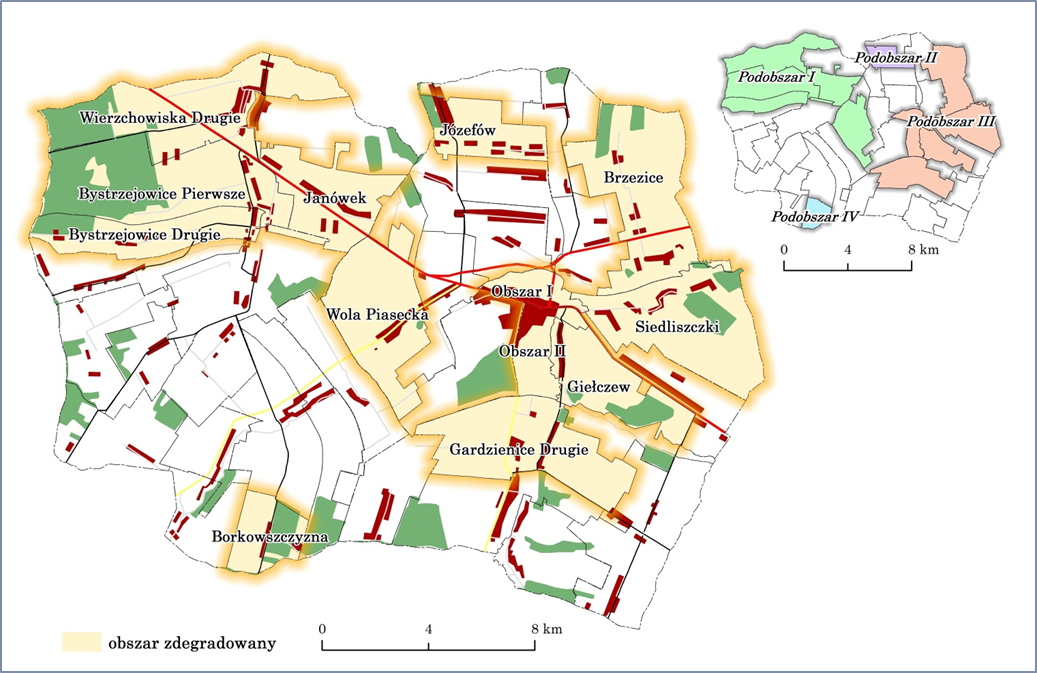 Wierzchowiska Drugie
Bystrzejowice Pierwsze
Bystrzejowice Drugie
Janówek
Józefów
Brzezice
Wola Piasecka
Obszar I
Obszar II
Siedliszczki
Giełczew
Gardzienice Drugie
Borkowszczyzna
obszar zdegradowany
0 4 8 km
Podobszar I
Podobszar II
Podobszar III
Podobszar IV
0 4 8 km